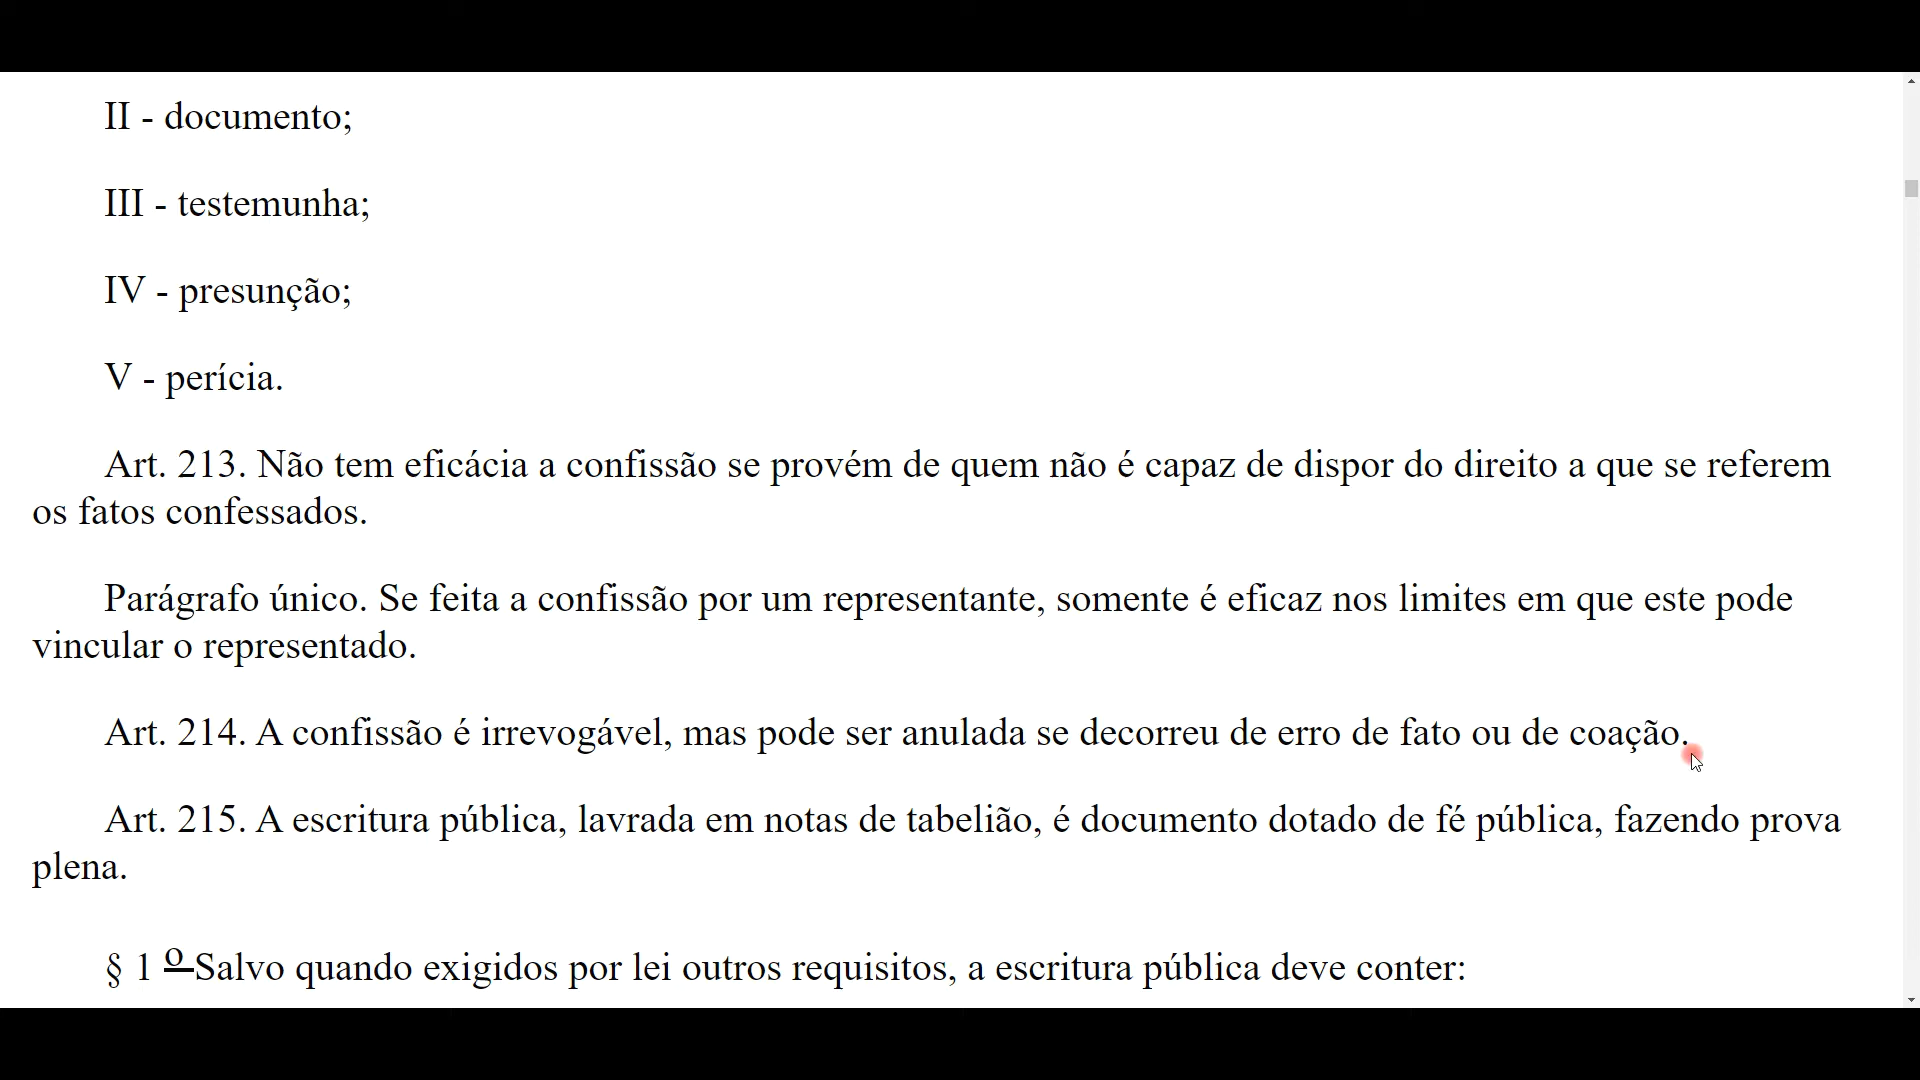 II - documento;
III - testemunha;
IV - presunção;
V - perícia.
Art. 213. Não tem eficácia a confissão se provém de quem não é capaz de dispor do direito a que se referem
os fatos confessados.
Parágrafo único. Se feita a confissão por um representante, somente é eficaz nos limites em que este pode
vincular o representado.
Art. 214. A confissão é irrevogável, mas pode ser anulada se decorreu de erro de fato ou de coação.
Art. 215. A escritura pública, lavrada em notas de tabelião, é documento dotado de fé pública, fazendo prova
plena.
§ 1 º Salvo quando exigidos por lei outros requisitos, a escritura pública deve conter: